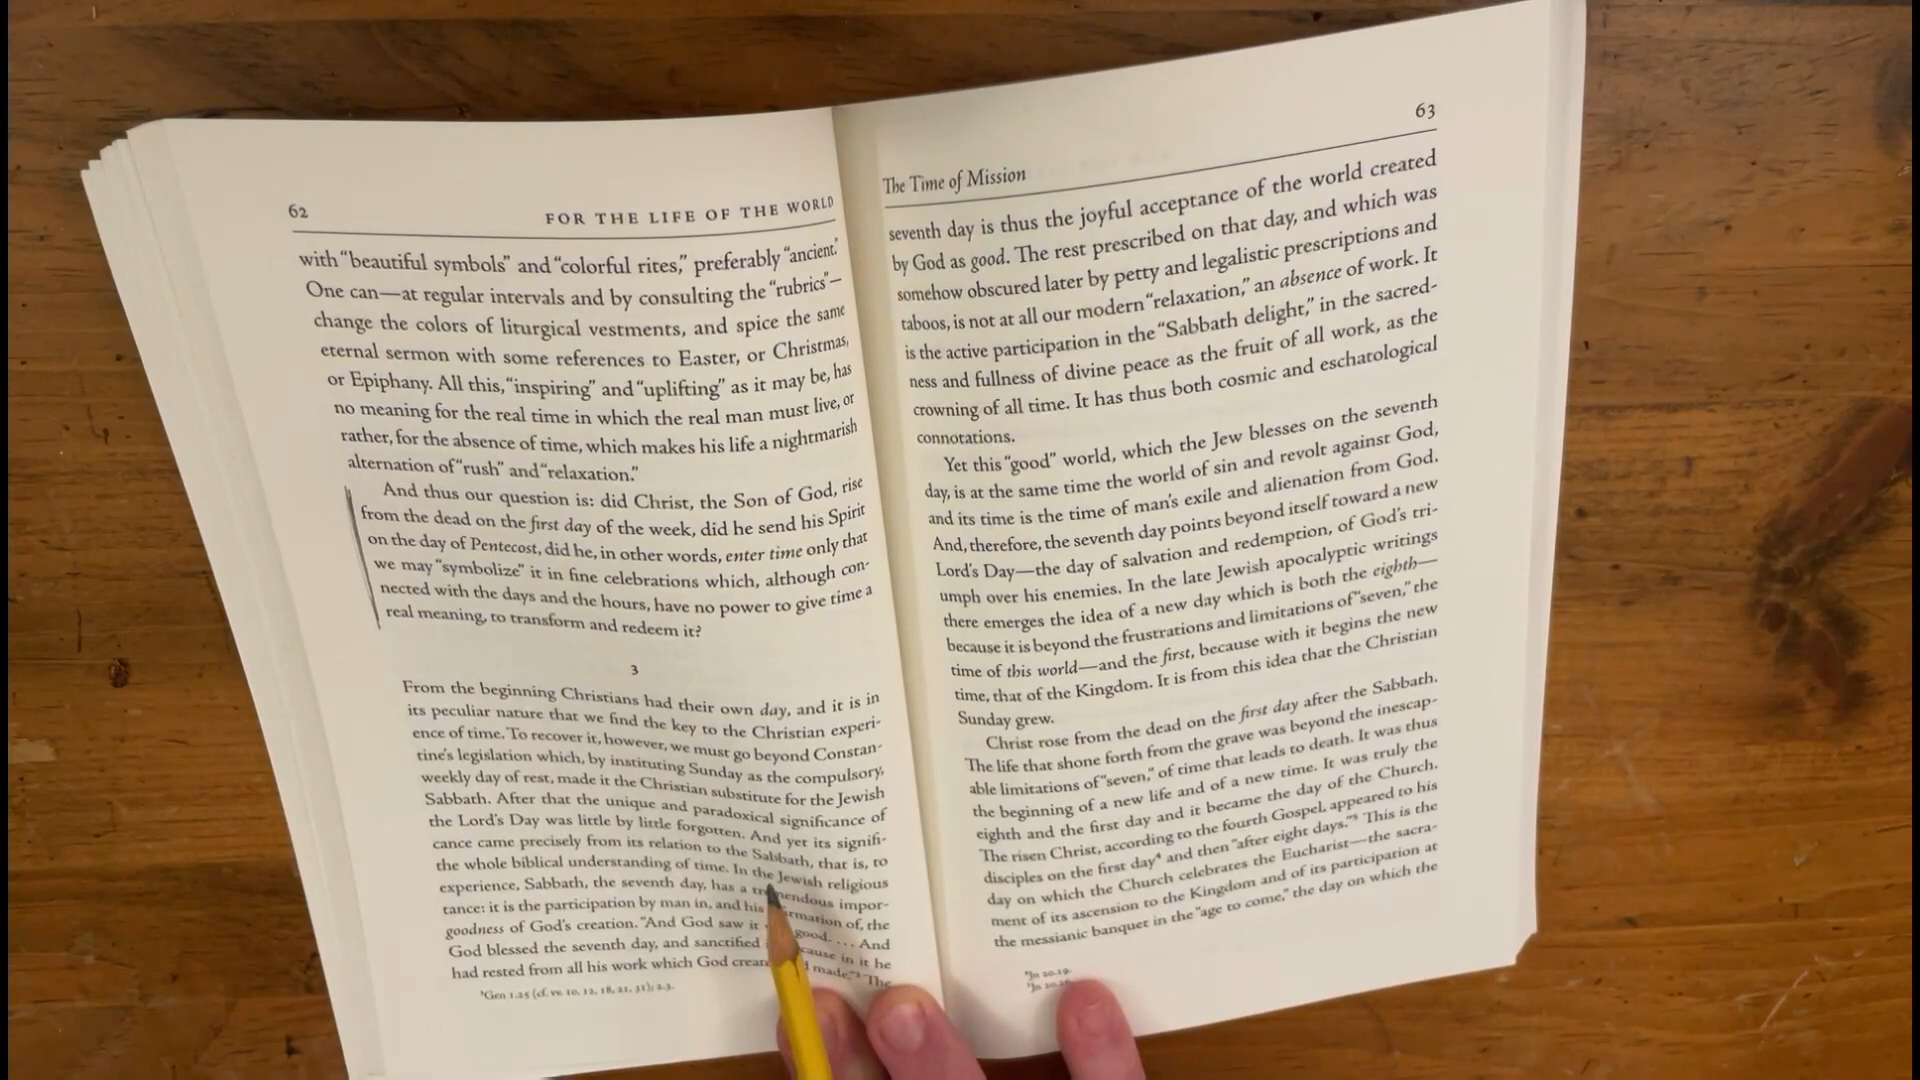 62
FOR THE LIFE OF THE WORLD
with “beautiful symbols” and “colorful rites,” preferably “ancient.”
One can—at regular intervals and by consulting the “rubrics”—
change the colors of liturgical vestments, and spice the same
eternal sermon with some references to Easter, or Christmas,
or Epiphany. All this, “inspiring” and “uplifting” as it may be, has
no meaning for the real time in which the real man must live, or
rather, for the absence of time, which makes his life a nightmarish
alternation of “rush” and “relaxation.”
And thus our question is: did Christ, the Son of God, rise
from the dead on the first day of the week, did he send his Spirit
on the day of Pentecost, did he, in other words, enter time only that
we may “symbolize” it in fine celebrations which, although con-
nected with the days and the hours, have no power to give time a
real meaning, to transform and redeem it?
3
From the beginning Christians had their own day, and it is in
its peculiar nature that we find the key to the Christian experi-
ence of time. To recover it, however, we must go beyond Constan-
tine's legislation which, by instituting Sunday as the compulsory,
weekly day of rest, made it the Christian substitute for the Jewish
Sabbath. After that the unique and paradoxical significance of
the Lord's Day was little by little forgotten. And yet its signifi-
cance came precisely from its relation to the Sabbath, that is, to
the whole biblical understanding of time. In the Jewish religious
experience, Sabbath, the seventh day, has a tremendous impor-
tance: it is the participation by man in, and his of, the
goodness of God's creation. “And God saw it good. . . . And
God blessed the seventh day, and sanctified in it he
had rested from all his work which God made.”³ The
³Gen 1.25 (cf. vv. 10, 12, 18, 21, 31); 2.3.
63
The Time of Mission
seventh day is thus the joyful acceptance of the world created
by God as good. The rest prescribed on that day, and which was
somehow obscured later by petty and legalistic prescriptions and
taboos, is not at all our modern “relaxation,” an absence of work. It
is the active participation in the “Sabbath delight,” in the sacred-
ness and fullness of divine peace as the fruit of all work, as the
crowning of all time. It has thus both cosmic and eschatological
connotations.
Yet this “good” world, which the Jew blesses on the seventh
day, is at the same time the world of sin and revolt against God,
and its time is the time of man's exile and alienation from God.
And, therefore, the seventh day points beyond itself toward a new
Lord's Day—the day of salvation and redemption, of God's tri-
umph over his enemies. In the late Jewish apocalyptic writings
there emerges the idea of a new day which is both the eighth—
because it is beyond the frustrations and limitations of “seven,” the
time of this world—and the first, because with it begins the new
time, that of the Kingdom. It is from this idea that the Christian
Sunday grew.
Christ rose from the dead on the first day after the Sabbath.
The life that shone forth from the grave was beyond the inescap-
able limitations of “seven,” of time that leads to death. It was thus
the beginning of a new life and of a new time. It was truly the
eighth and the first day and it became the day of the Church.
The risen Christ, according to the fourth Gospel, appeared to his
disciples on the first day⁴ and then “after eight days.”⁵ This is the
day on which the Church celebrates the Eucharist—the sacra-
ment of its ascension to the Kingdom and of its participation at
the messianic banquet in the “age to come,” the day on which the
⁴Jn 20.19.
⁵Jn